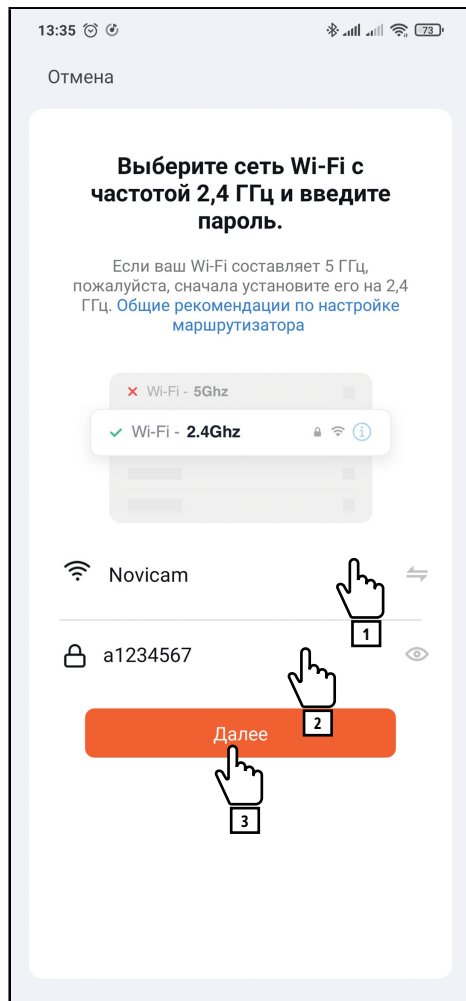 13:35 73
Отмена
Выберите сеть Wi-Fi с
частотой 2,4 ГГц и введите
пароль.
Если ваш Wi-Fi составляет 5 ГГц,
пожалуйста, сначала установите его на 2,4
ГГц. Общие рекомендации по настройке
маршрутизатора
Wi-Fi - 5Ghz
Wi-Fi - 2.4Ghz
Novicam
1
a1234567
2
Далее
3